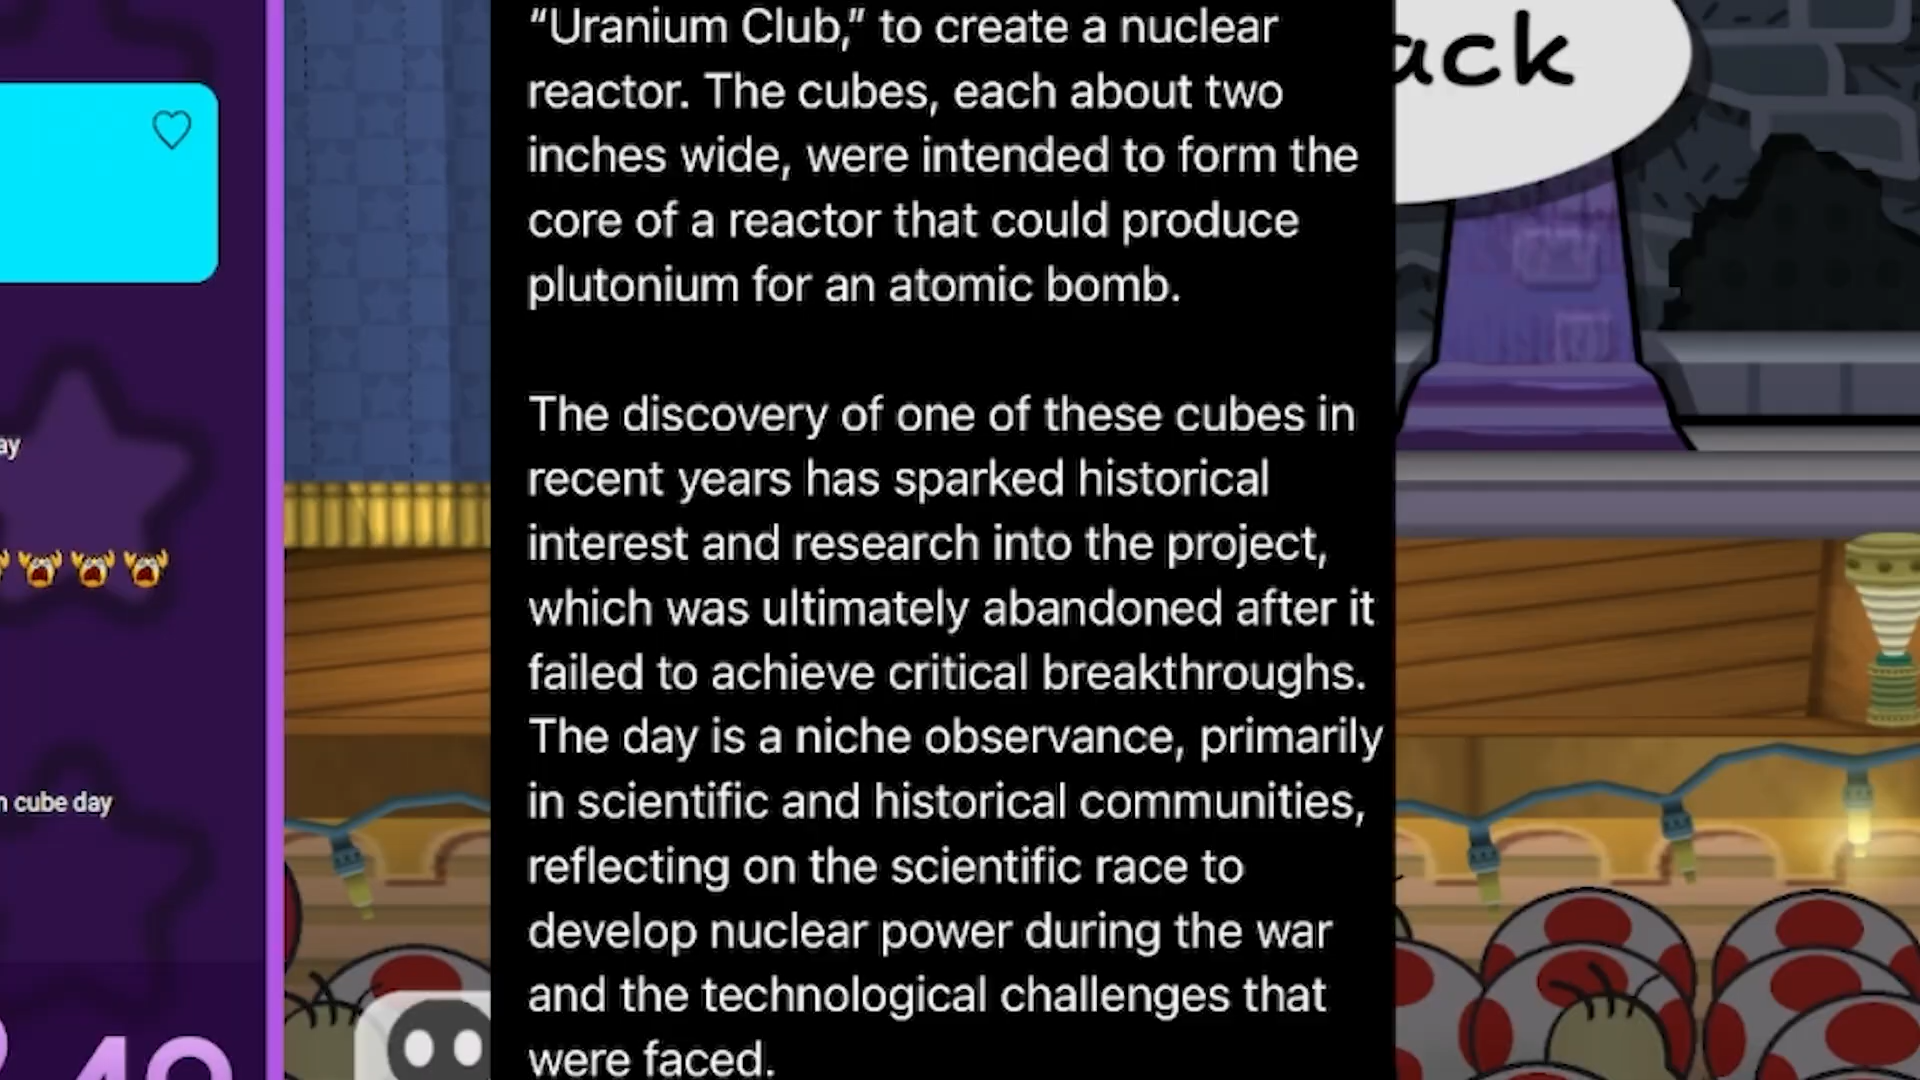 “Uranium Club,” to create a nuclear
reactor. The cubes, each about two
inches wide, were intended to form the
core of a reactor that could produce
plutonium for an atomic bomb.
The discovery of one of these cubes in
recent years has sparked historical
interest and research into the project,
which was ultimately abandoned after it
failed to achieve critical breakthroughs.
The day is a niche observance, primarily
in scientific and historical communities,
reflecting on the scientific race to
develop nuclear power during the war
and the technological challenges that
were faced.
ack
ay
n cube day
49